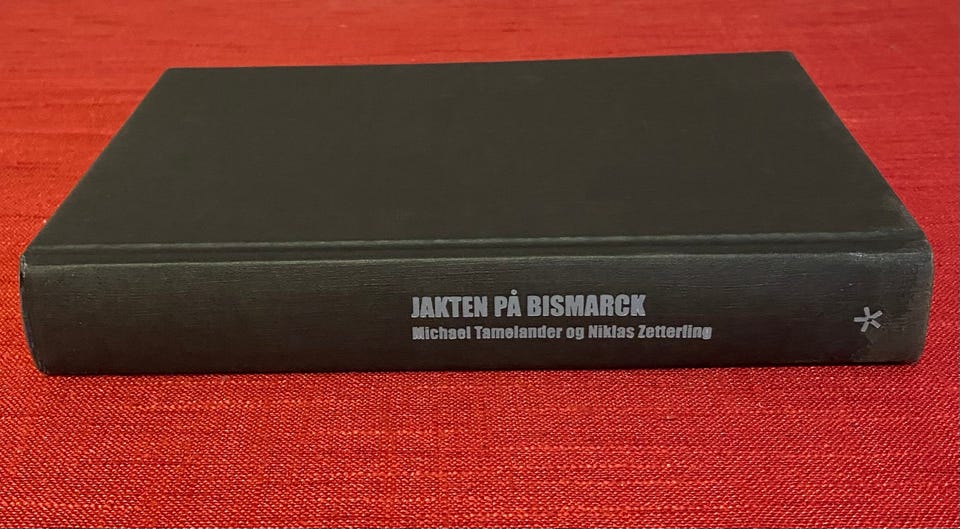 JAKTEN PÅ BISMARCK
Michael Tamelander og Niklas Zetterling